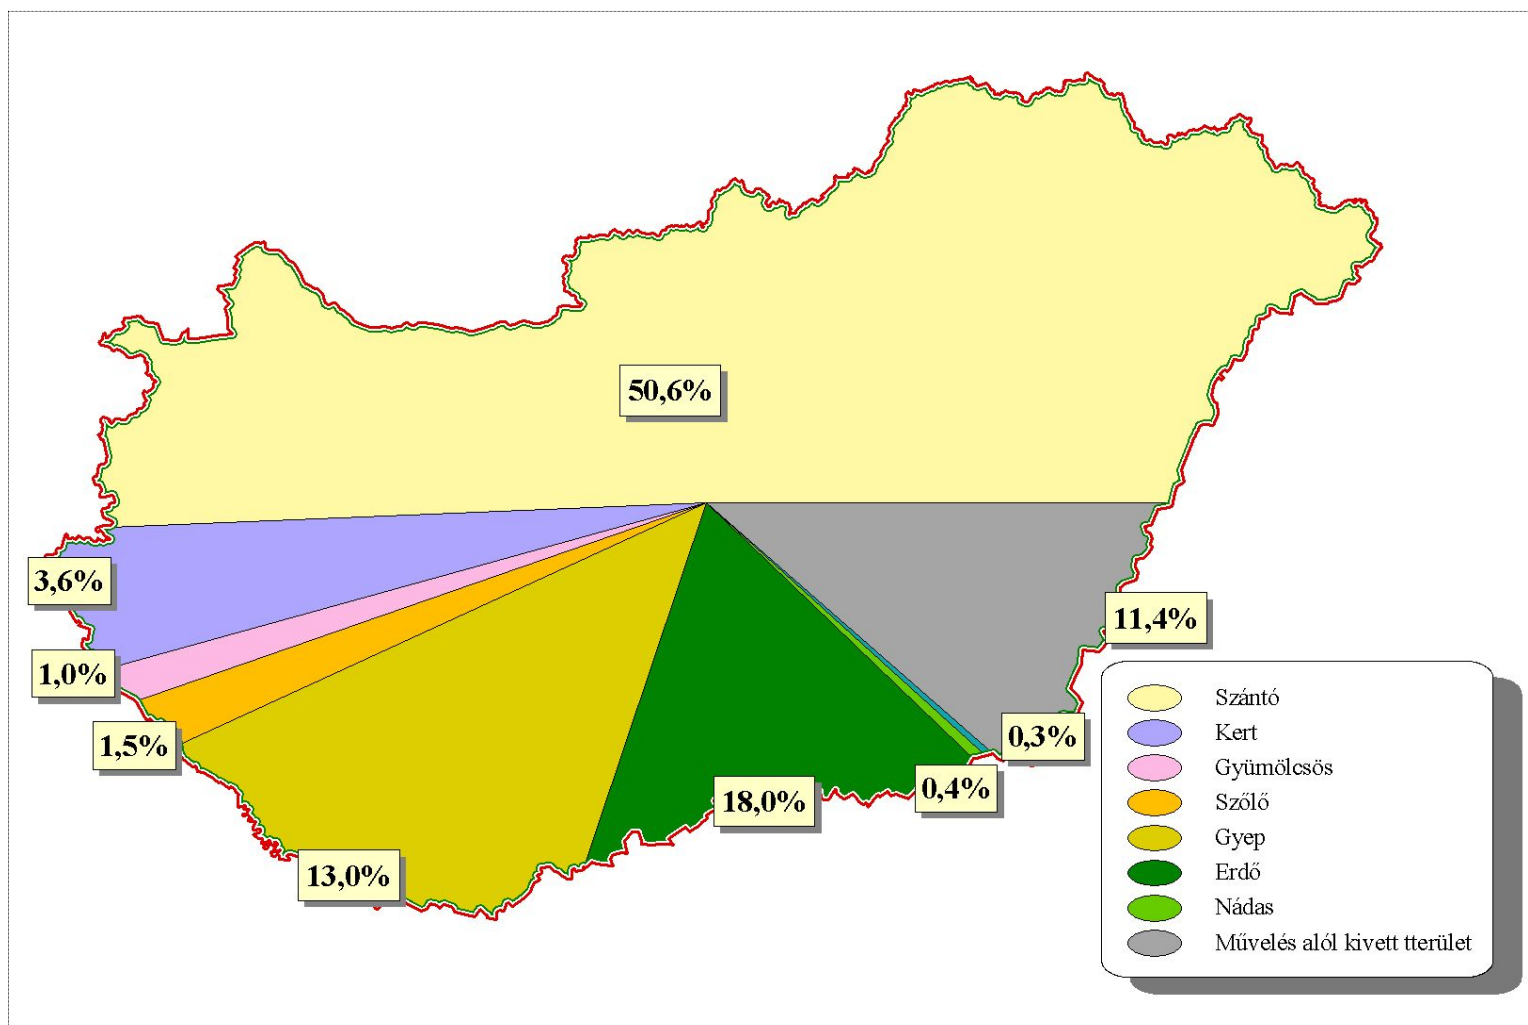 50,6%
3,6%
11,4%
1,0%
0,3%
1,5%
0,4%
18,0%
13,0%
Szántó
Kert
Gyümölcsös
Szőlő
Gyep
Erdő
Nádas
Művelés alól kivett tterület